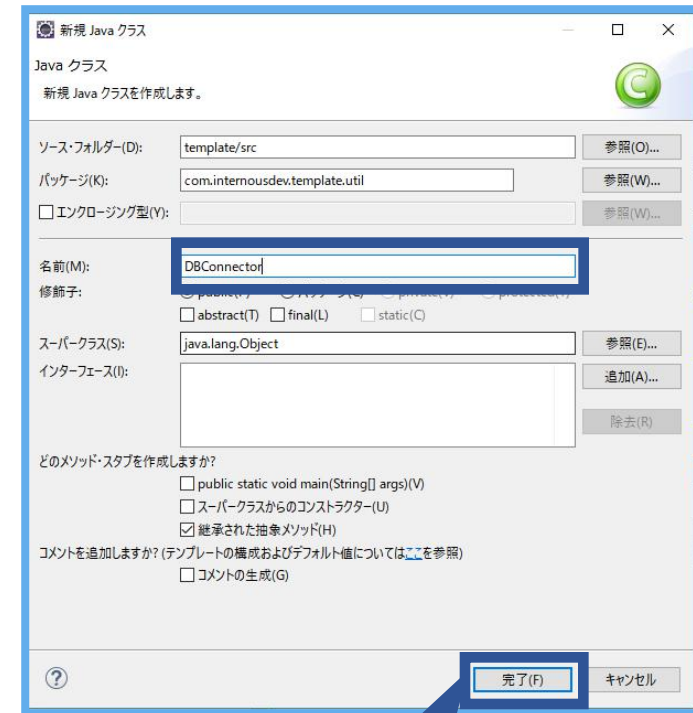 新規 Java クラス
Java クラス
新規 Java クラスを作成します。
ソース・フォルダー(D): template/src 参照(O)...
パッケージ(K): com.internousdev.template.util 参照(W)...
エンクロージング型(Y): 参照(W)...
名前(M): DBConnector
修飾子:
abstract(T) final(L) static(C)
スーパークラス(S): java.lang.Object 参照(E)...
インターフェース(I): 追加(A)...
除去(R)
どのメソッド・スタブを作成しますか?
public static void main(String[] args)(V)
スーパークラスからのコンストラクター(U)
継承された抽象メソッド(H)
コメントを追加しますか? (テンプレートの構成およびデフォルト値についてはここを参照)
コメントの生成(G)
? 完了(F) キャンセル